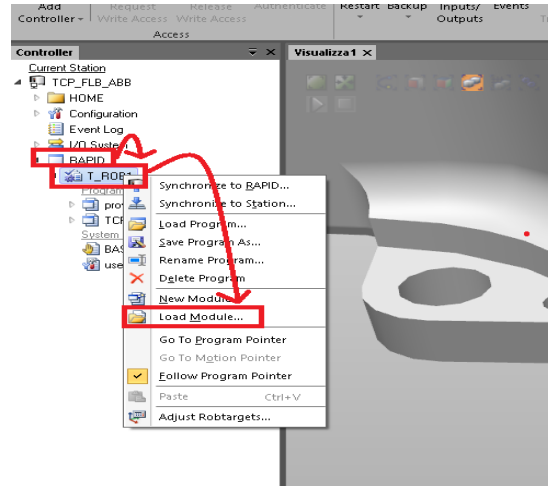 Add Request Release Authenticate Restart Backup Inputs/ Events
Controller Write Access Write Access Outputs
Access
Controller
Visualizza1
Current Station
TCP_FLB_ABB
HOME
Configuration
Event Log
I/O System
RAPID
T_ROB1
Synchronize to RAPID...
Synchronize to Station...
Load Program...
Save Program As...
Rename Program...
Delete Program
New Module...
Load Module...
Go To Program Pointer
Go To Motion Pointer
Follow Program Pointer
Paste Ctrl+V
Adjust Robtargets...
TCP
System
BAS
use